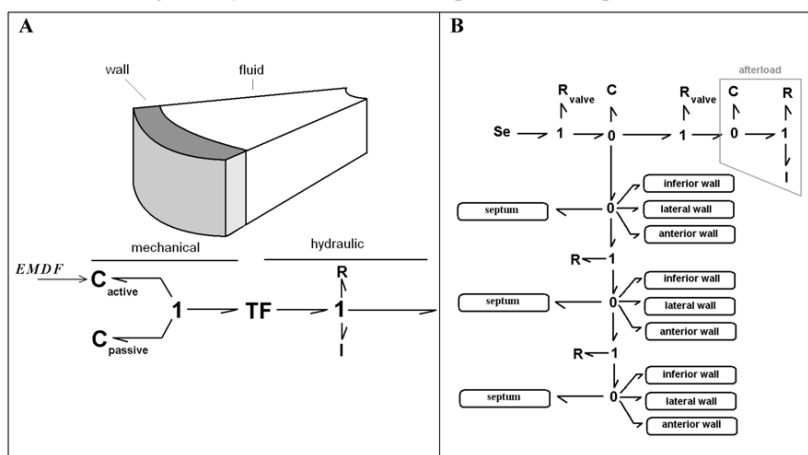 A
wall
fluid
mechanical
hydraulic
EMDF
C active
R
1
TF
1
C passive
I
B
afterload
R valve
C
R valve
C
R
Se
1
0
1
0
1
I
inferior wall
septum
0
lateral wall
anterior wall
R
1
inferior wall
septum
0
lateral wall
anterior wall
R
1
inferior wall
septum
0
lateral wall
anterior wall